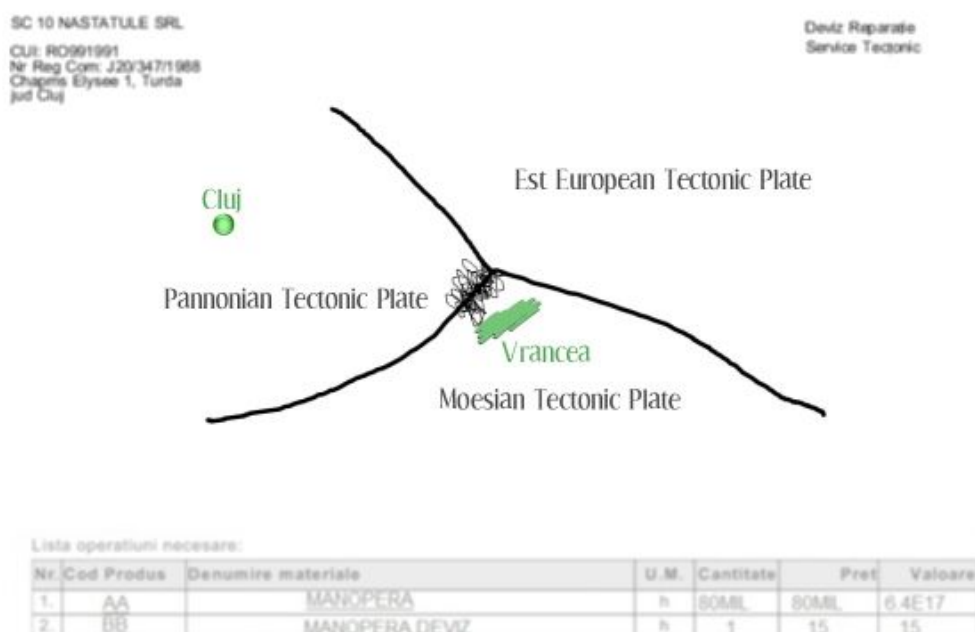 SC 10 NASTATULE SRL
CUI: RO991991
Nr Reg Com: J20/347/1988
Chapms Elysee 1, Turda
jud Cluj
Deviz Reparatie
Service Tectonic
Est European Tectonic Plate
Cluj
Pannonian Tectonic Plate
Vrancea
Moesian Tectonic Plate
Lista operatiuni necesare:
Nr. Cod Produs Denumire materiale U.M. Cantitate Pret Valoare
1. AA MANOPERA h 80MIL 80MIL 6.4E17
2. BB MANOPERA DEVIZ h 1 15 15